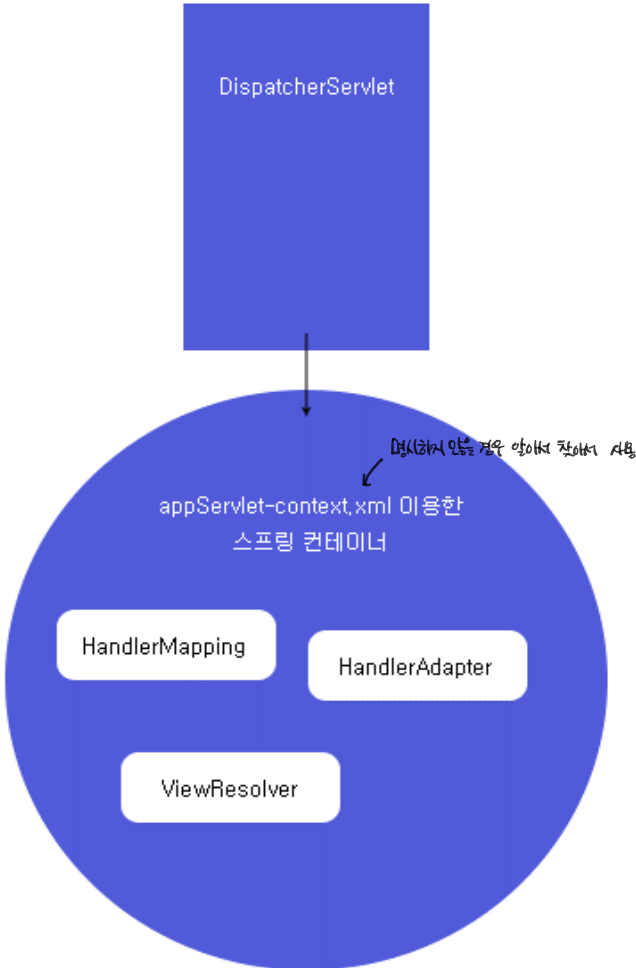 DispatcherServlet
명시하지 않을 경우 알아서 찾아서 사용
appServlet-context.xml 이용한
스프링 컨테이너
HandlerMapping
HandlerAdapter
ViewResolver